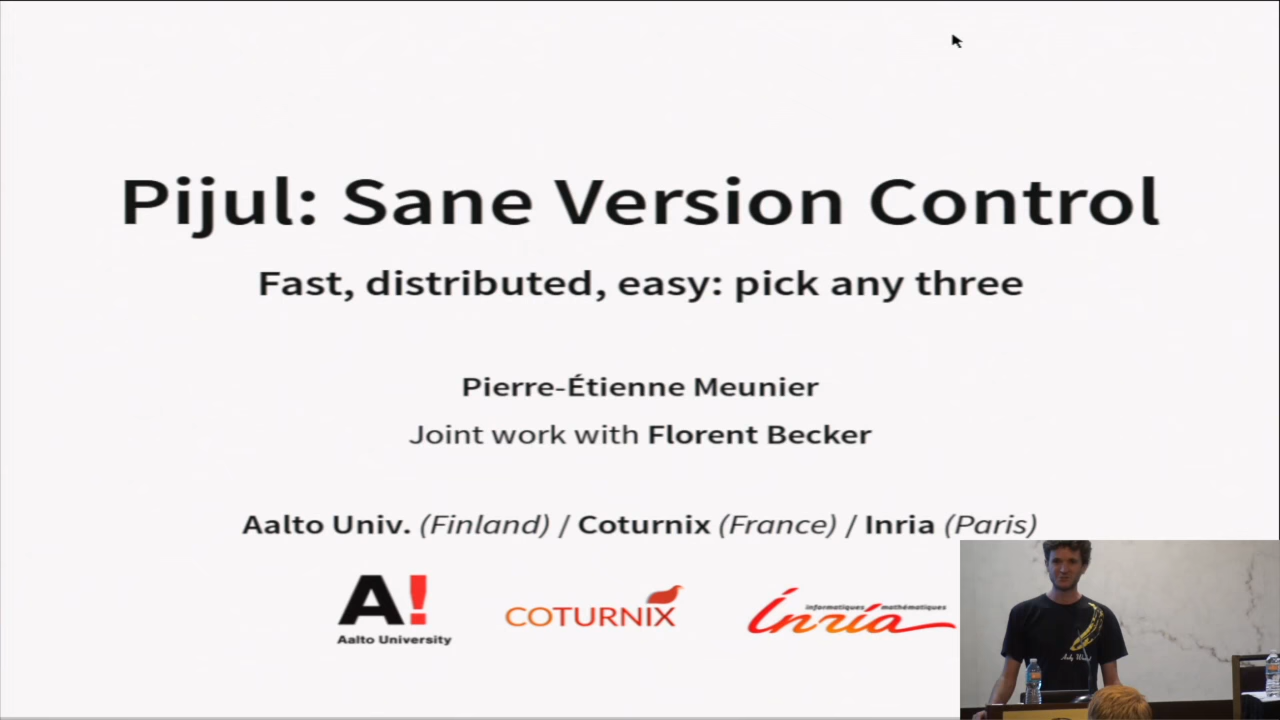 Pijul: Sane Version Control
Fast, distributed, easy: pick any three
Pierre-Étienne Meunier
Joint work with Florent Becker
Aalto Univ. (Finland) / Coturnix (France) / Inria (Paris)
A!
Aalto University
COTURNIX
informatiques mathématiques
Inria